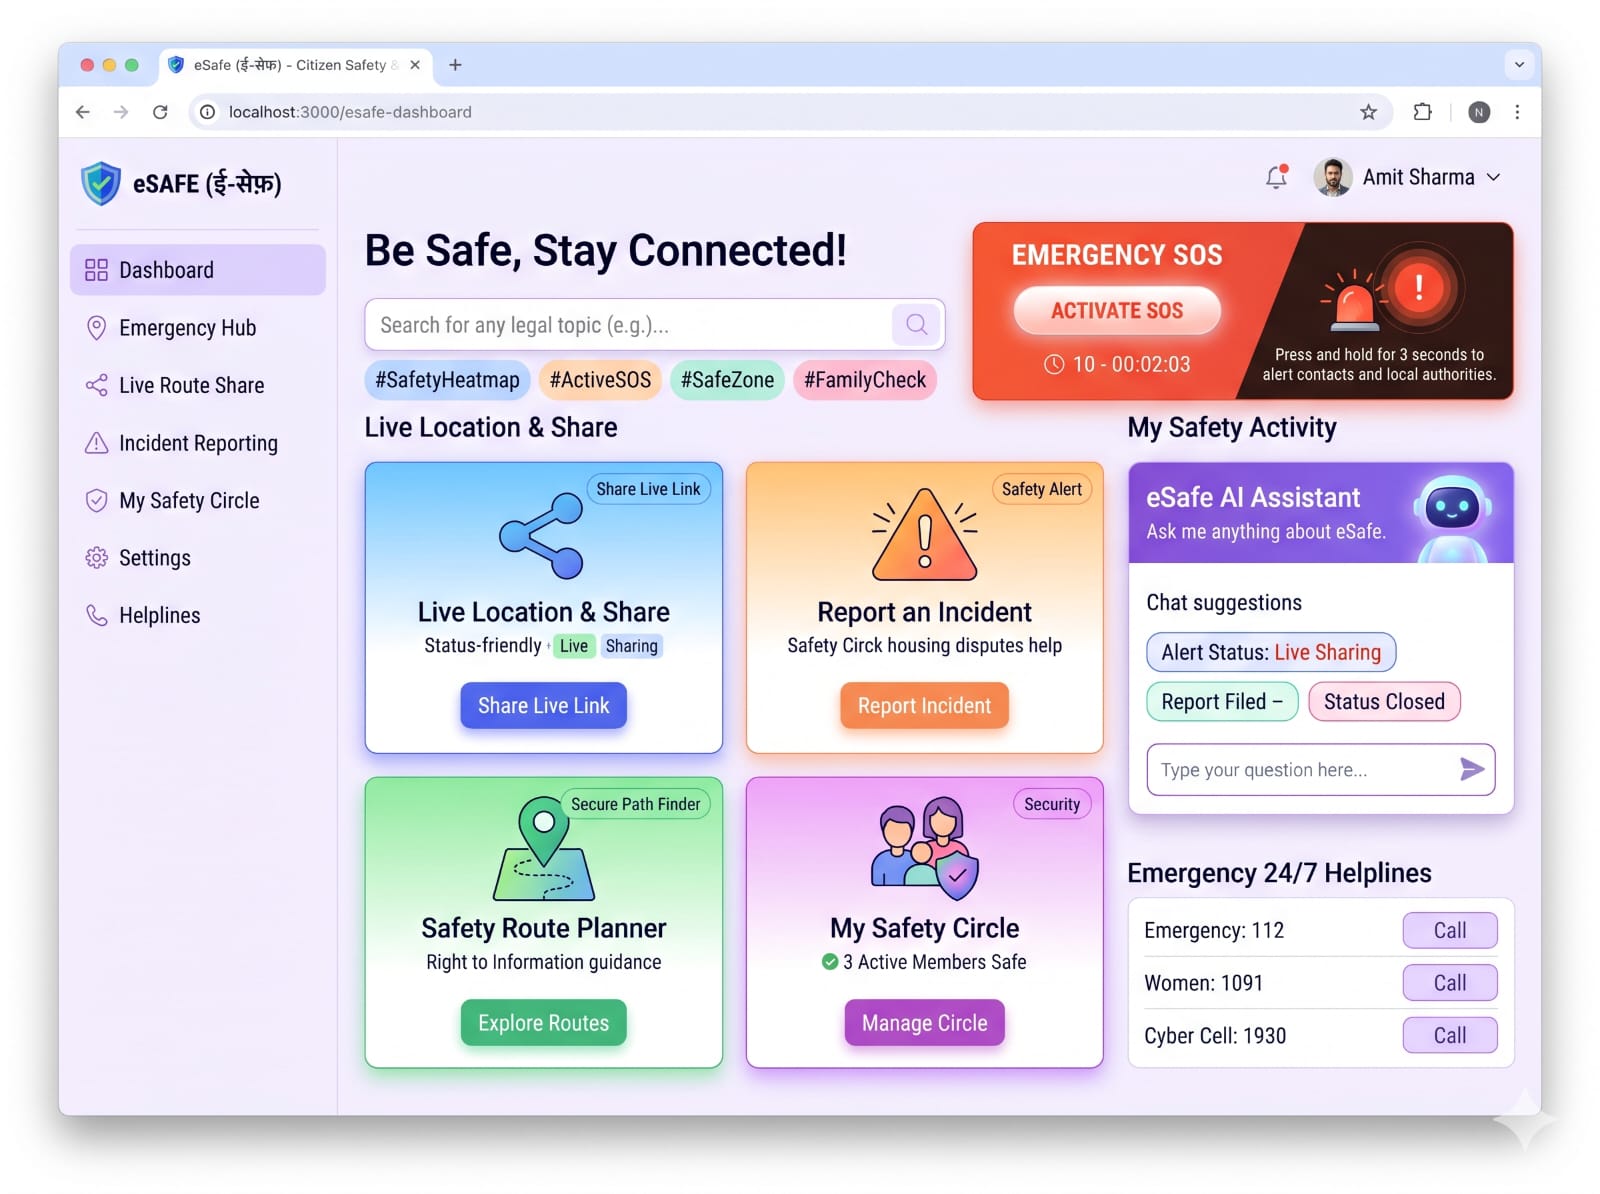 eSafe (ई-सेफ) - Citizen Safety &
localhost:3000/esafe-dashboard
N
eSAFE (ई-सेफ़)
Amit Sharma
Dashboard
Emergency Hub
Live Route Share
Incident Reporting
My Safety Circle
Settings
Helplines
Be Safe, Stay Connected!
Search for any legal topic (e.g.)...
#SafetyHeatmap #ActiveSOS #SafeZone #FamilyCheck
EMERGENCY SOS
ACTIVATE SOS
10 - 00:02:03
Press and hold for 3 seconds to
alert contacts and local authorities.
Live Location & Share
Share Live Link
Live Location & Share
Status-friendly + Live Sharing
Share Live Link
Safety Alert
Report an Incident
Safety Circk housing disputes help
Report Incident
Secure Path Finder
Safety Route Planner
Right to Information guidance
Explore Routes
Security
My Safety Circle
3 Active Members Safe
Manage Circle
My Safety Activity
eSafe AI Assistant
Ask me anything about eSafe.
Chat suggestions
Alert Status: Live Sharing
Report Filed – Status Closed
Type your question here...
Emergency 24/7 Helplines
Emergency: 112 Call
Women: 1091 Call
Cyber Cell: 1930 Call